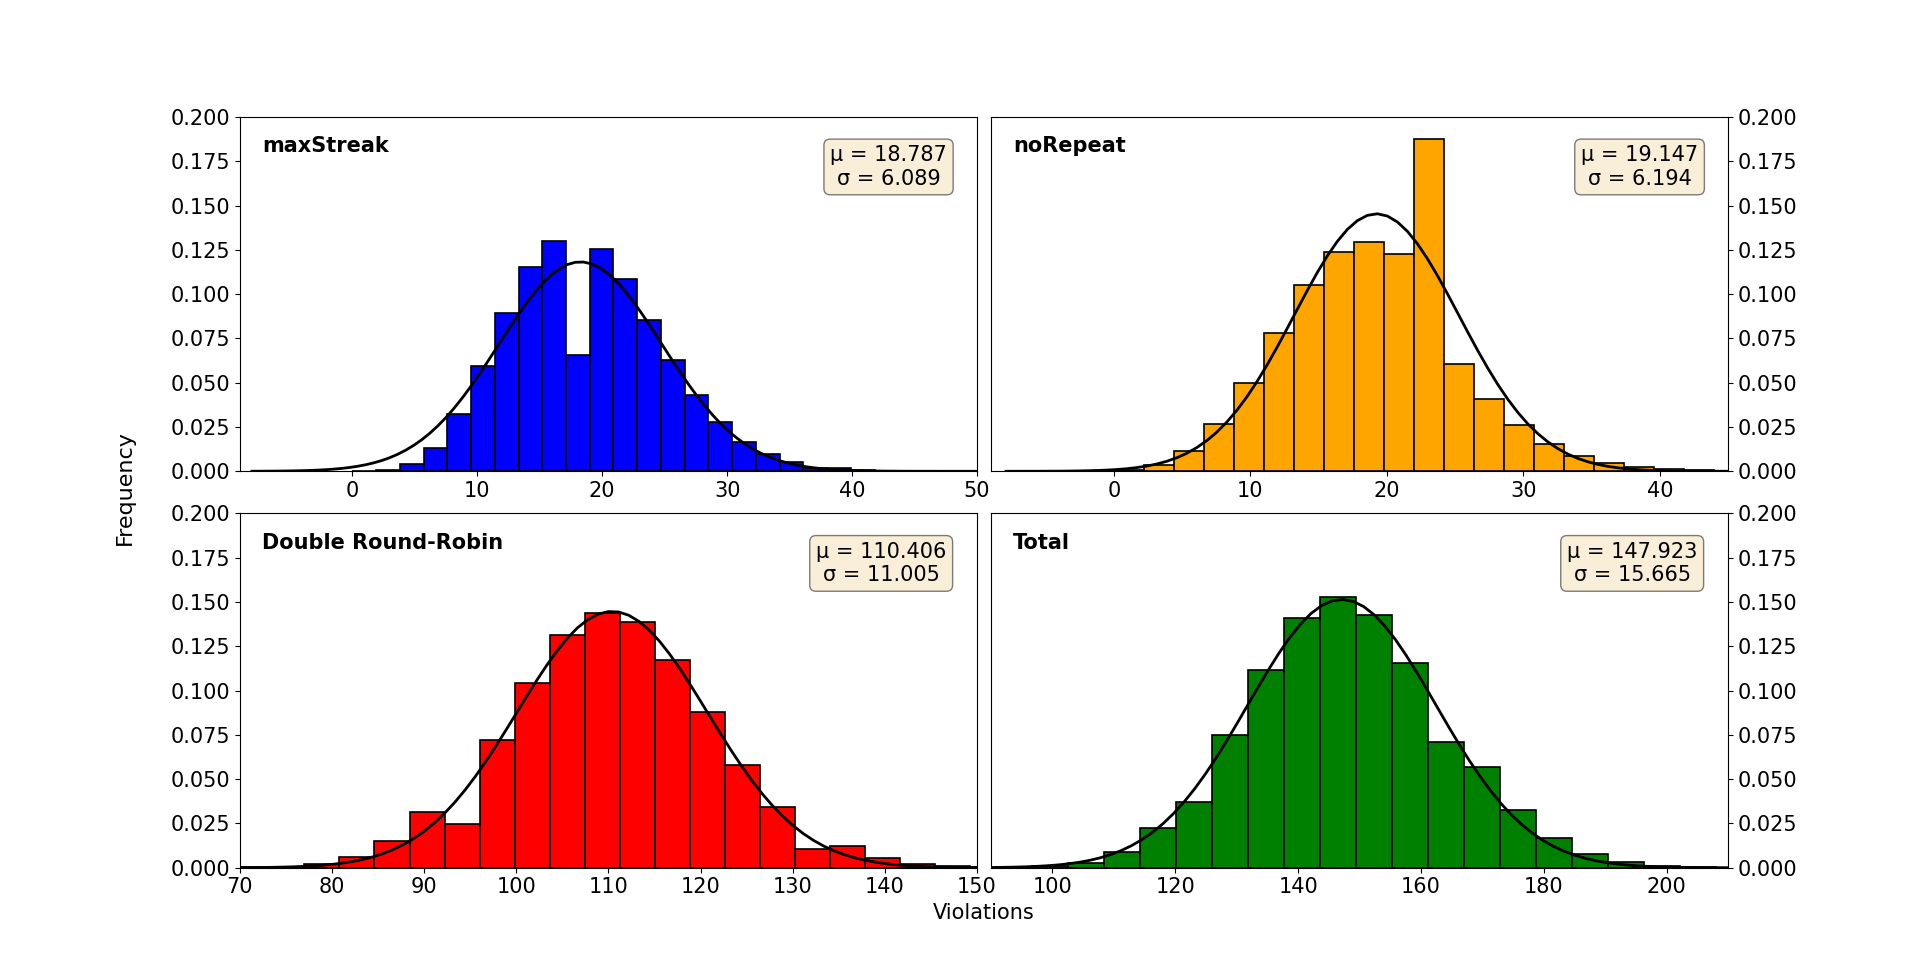 maxStreak
μ = 18.787
σ = 6.089
0.200
0.175
0.150
0.125
0.100
0.075
0.050
0.025
0.000
0 10 20 30 40 50
noRepeat
μ = 19.147
σ = 6.194
0.200
0.175
0.150
0.125
0.100
0.075
0.050
0.025
0.000
0 10 20 30 40
Frequency
Double Round-Robin
μ = 110.406
σ = 11.005
0.200
0.175
0.150
0.125
0.100
0.075
0.050
0.025
0.000
70 80 90 100 110 120 130 140 150
Total
μ = 147.923
σ = 15.665
0.200
0.175
0.150
0.125
0.100
0.075
0.050
0.025
0.000
100 120 140 160 180 200
Violations